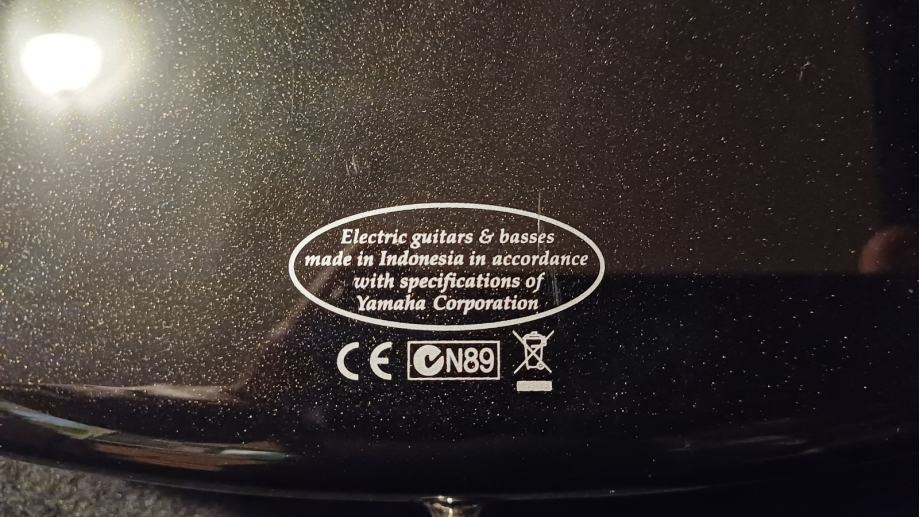 Electric guitars & basses
made in Indonesia in accordance
with specifications of
Yamaha Corporation
CE N89